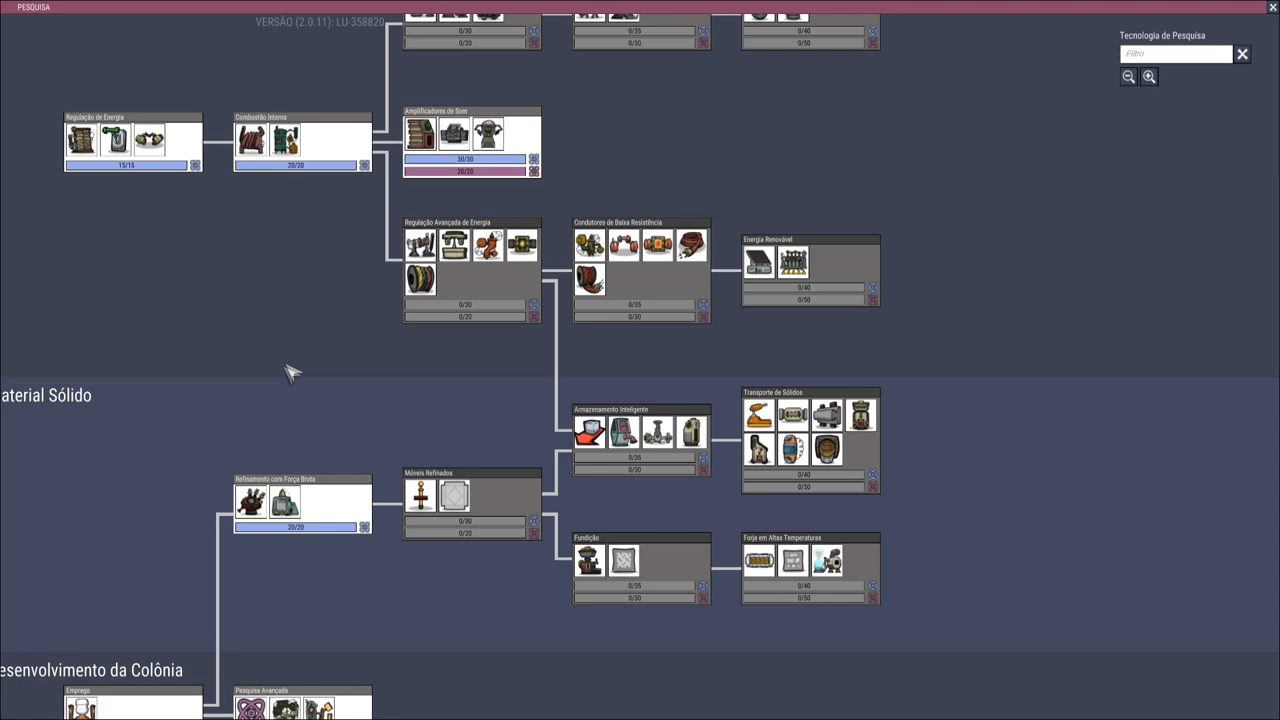 PESQUISA
VERSÃO (2.0.11): LU-358820
Tecnologia de Pesquisa
Filtro
0/30
0/20
0/35
0/30
0/40
0/50
Regulação de Energia
15/15
Combustão Interna
20/20
Amplificadores de Som
30/30
20/20
Regulação Avançada de Energia
0/30
0/20
Condutores de Baixa Resistência
0/35
0/30
Energia Renovável
0/40
0/50
aterial Sólido
Armazenamento Inteligente
0/35
0/30
Transporte de Sólidos
0/40
0/50
Refinamento com Força Bruta
20/20
Móveis Refinados
0/30
0/20
Fundição
0/35
0/30
Forja em Altas Temperaturas
0/40
0/50
esenvolvimento da Colônia
Emprego
Pesquisa Avançada